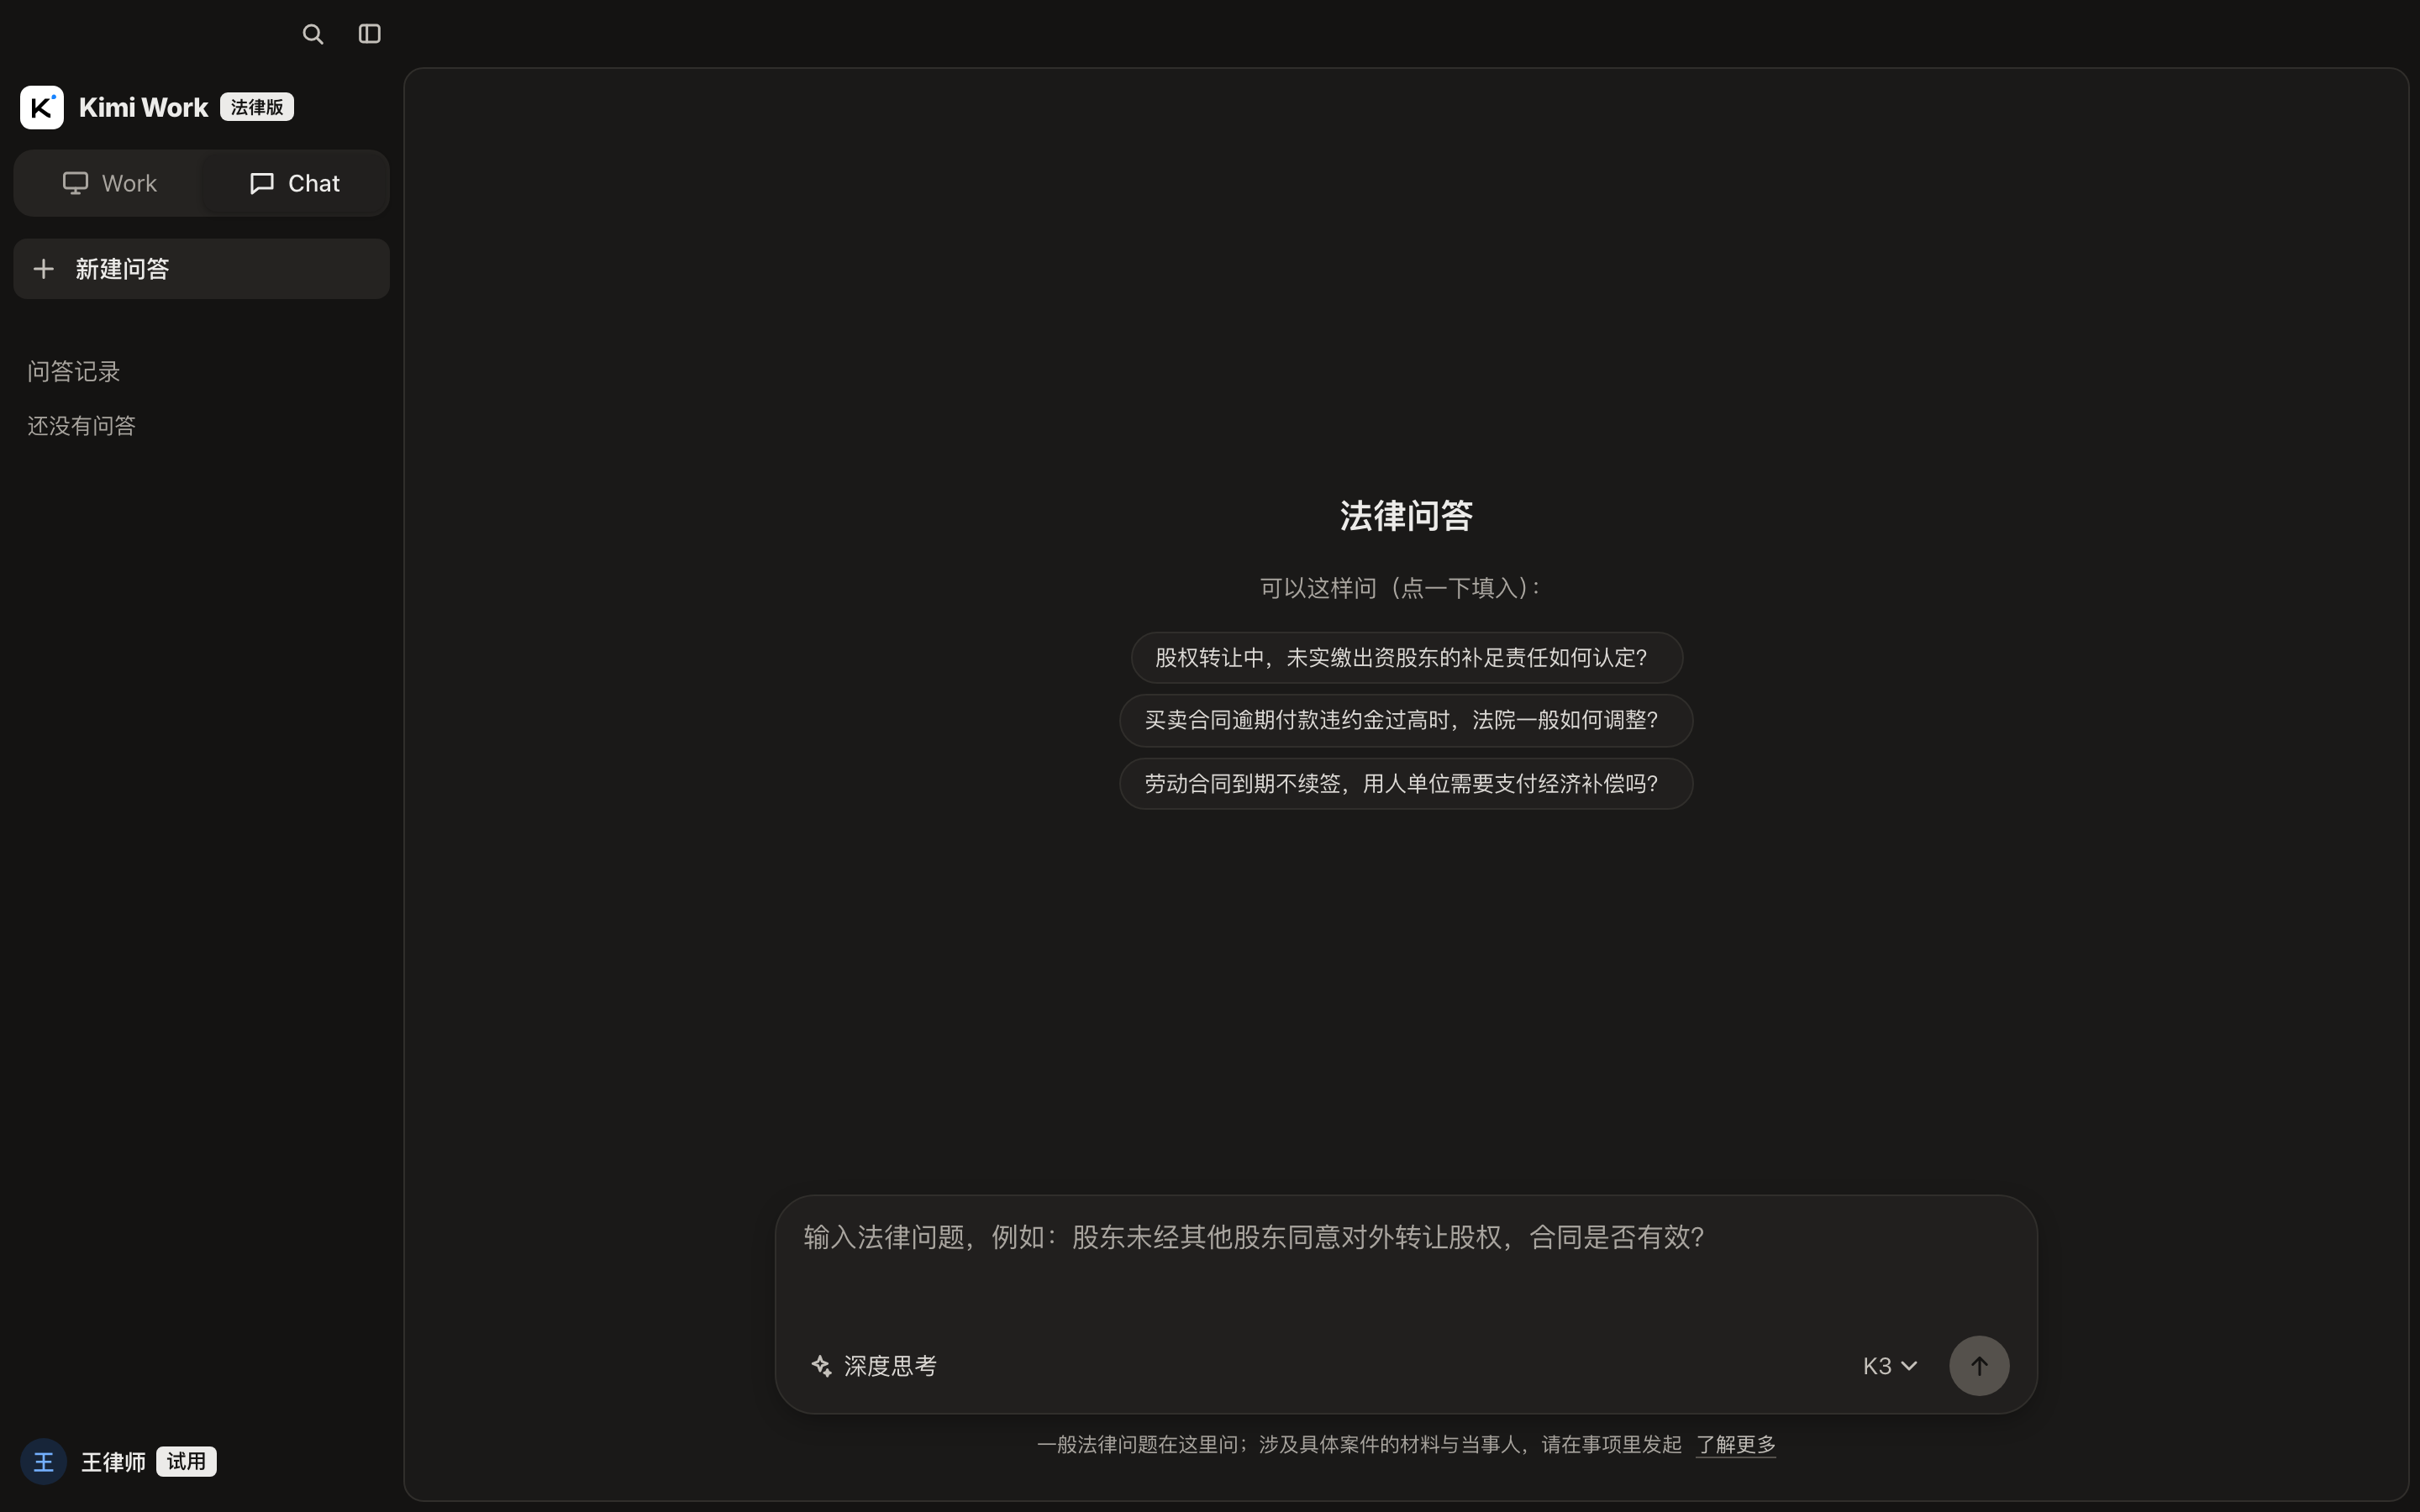 Kimi Work 法律版
Work
Chat
新建问答
问答记录
还没有问答
法律问答
可以这样问（点一下填入）：
股权转让中，未实缴出资股东的补足责任如何认定？
买卖合同逾期付款违约金过高时，法院一般如何调整？
劳动合同到期不续签，用人单位需要支付经济补偿吗？
输入法律问题，例如：股东未经其他股东同意对外转让股权，合同是否有效？
深度思考
K3
一般法律问题在这里问；涉及具体案件的材料与当事人，请在事项里发起 了解更多
王 王律师 试用